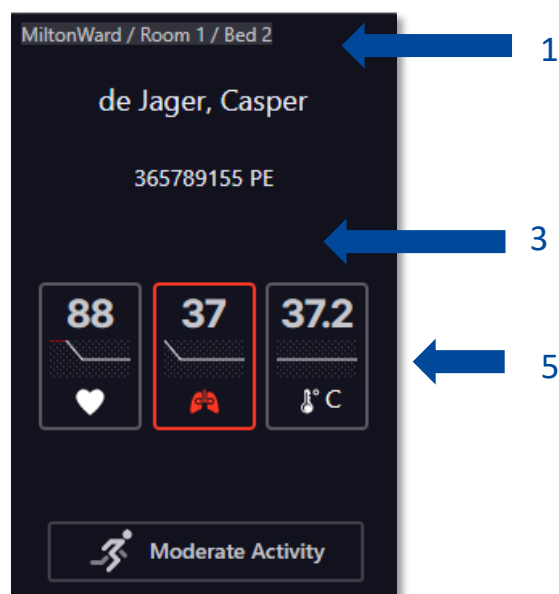 MiltonWard / Room 1 / Bed 2
1
de Jager, Casper
365789155 PE
3
88 37 37.2
5
° C
Moderate Activity